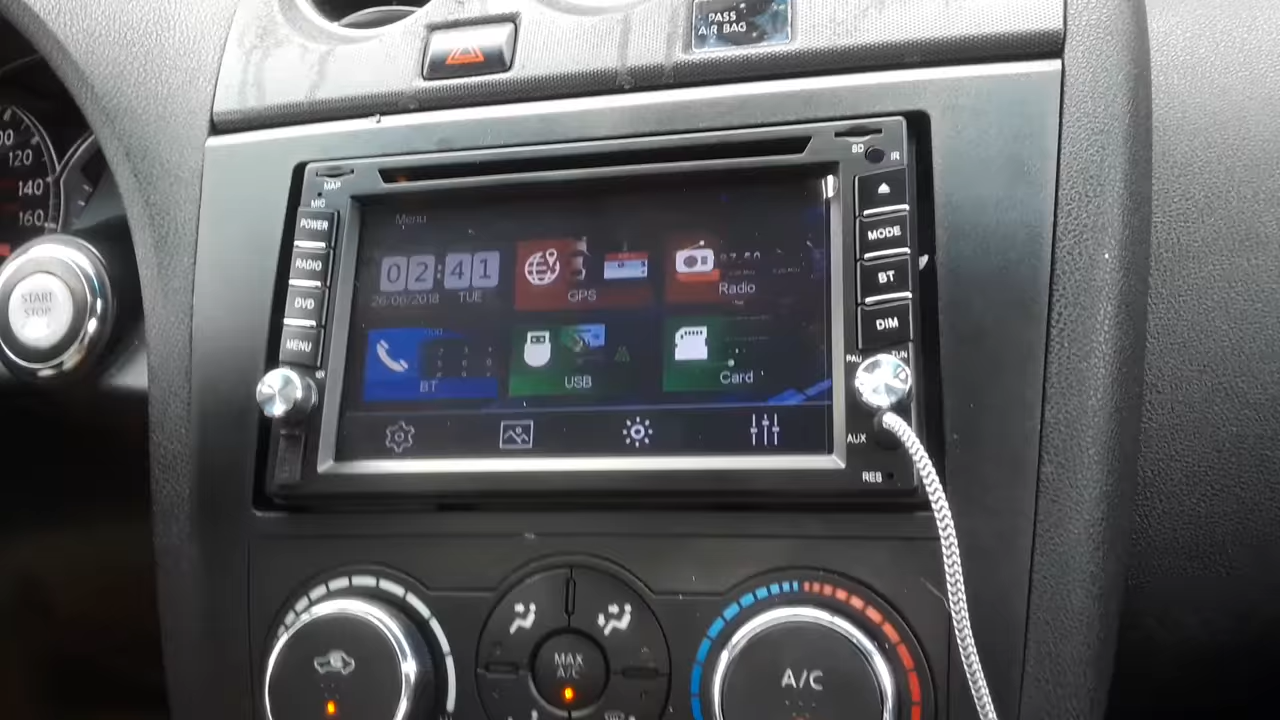 PASS
AIR BAG
120
140
160
START
STOP
MAP
MIC
POWER
RADIO
DVD
MENU
SD
IR
MODE
BT
DIM
PAU
TUN
AUX
RES
Menu
02:41
26/06/2018 TUE
GPS
Radio
BT
USB
Card
MAX
A/C
A/C